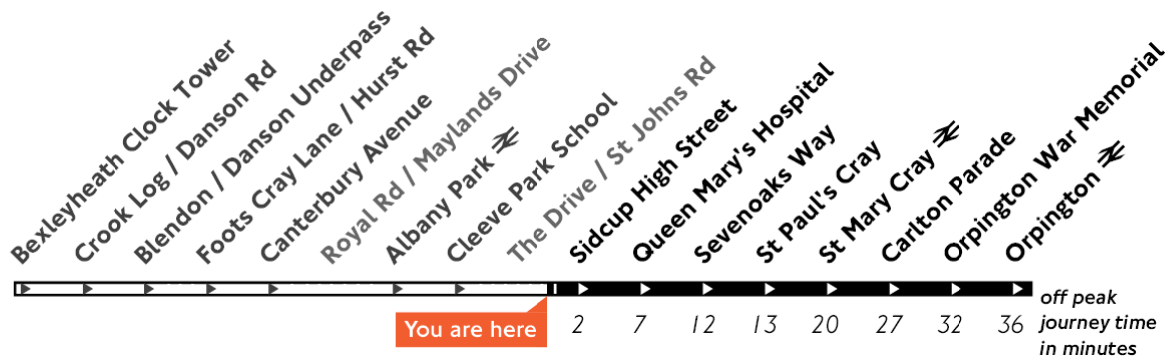 Bexleyheath Clock Tower
Crook Log / Danson Rd
Blendon / Danson Underpass
Foots Cray Lane / Hurst Rd
Canterbury Avenue
Royal Rd / Maylands Drive
Albany Park
Cleeve Park School
The Drive / St Johns Rd
Sidcup High Street
Queen Mary's Hospital
Sevenoaks Way
St Paul's Cray
St Mary Cray
Carlton Parade
Orpington War Memorial
Orpington
You are here
2 7 12 13 20 27 32 36
off peak
journey time
in minutes